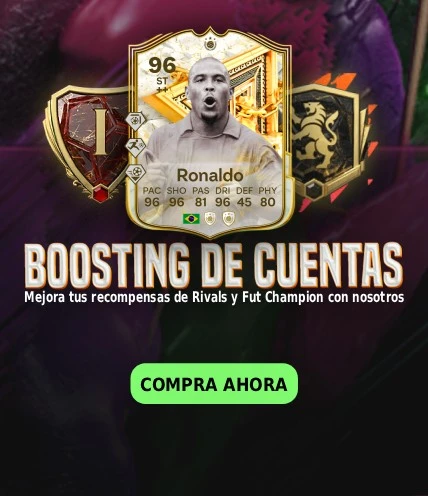 96
ST
++
I
Ronaldo
PAC SHO PAS DRI DEF PHY
96 96 81 96 45 80
BOOSTING DE CUENTAS
Mejora tus recompensas de Rivals y Fut Champion con nosotros
COMPRA AHORA